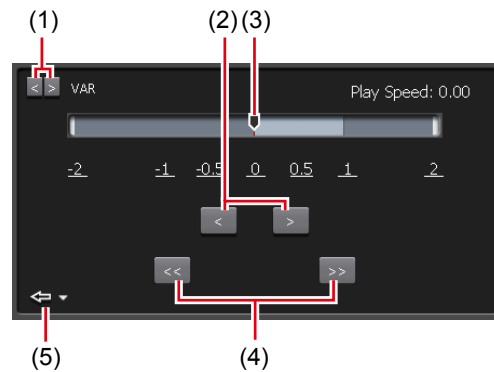 (1) (2) (3)
< > VAR Play Speed: 0.00
-2 -1 -0.5 0 0.5 1 2
< >
<< >>
(5) (4)